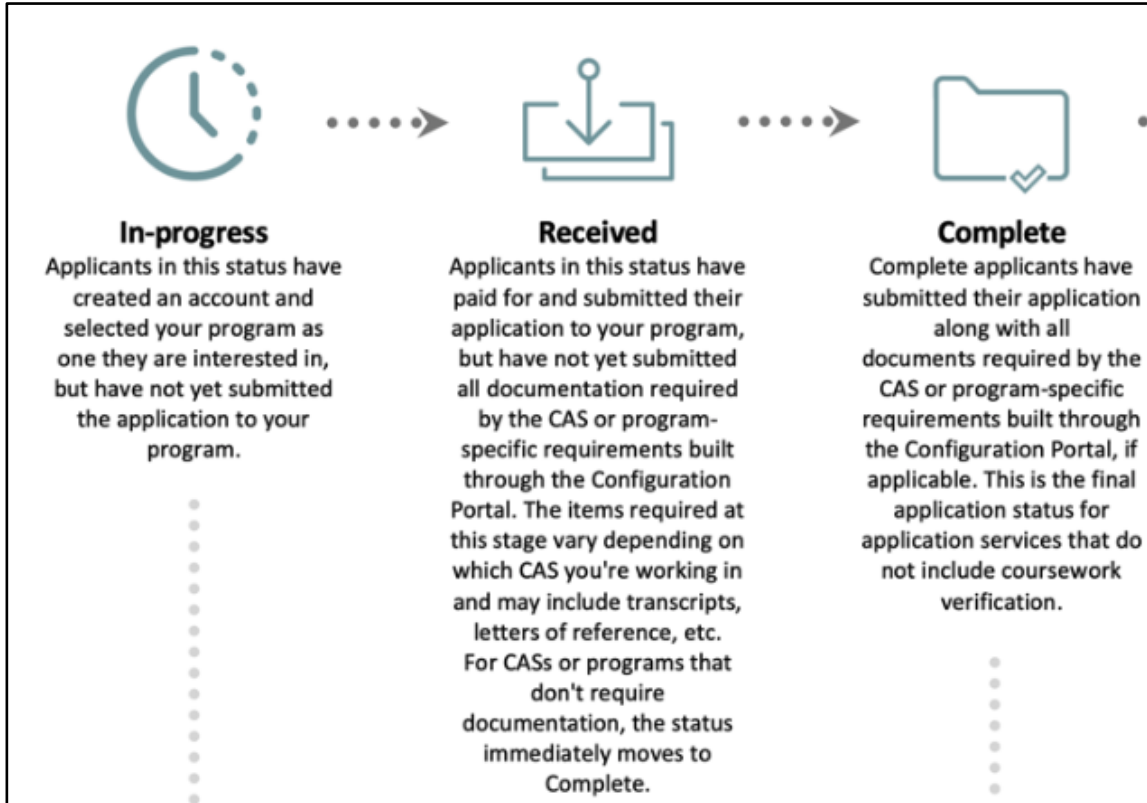 In-progress
Applicants in this status have
created an account and
selected your program as
one they are interested in,
but have not yet submitted
the application to your
program.
Received
Applicants in this status have
paid for and submitted their
application to your program,
but have not yet submitted
all documentation required
by the CAS or program-
specific requirements built
through the Configuration
Portal. The items required at
this stage vary depending on
which CAS you're working in
and may include transcripts,
letters of reference, etc.
For CASs or programs that
don't require
documentation, the status
immediately moves to
Complete.
Complete
Complete applicants have
submitted their application
along with all
documents required by the
CAS or program-specific
requirements built through
the Configuration Portal, if
applicable. This is the final
application status for
application services that do
not include coursework
verification.